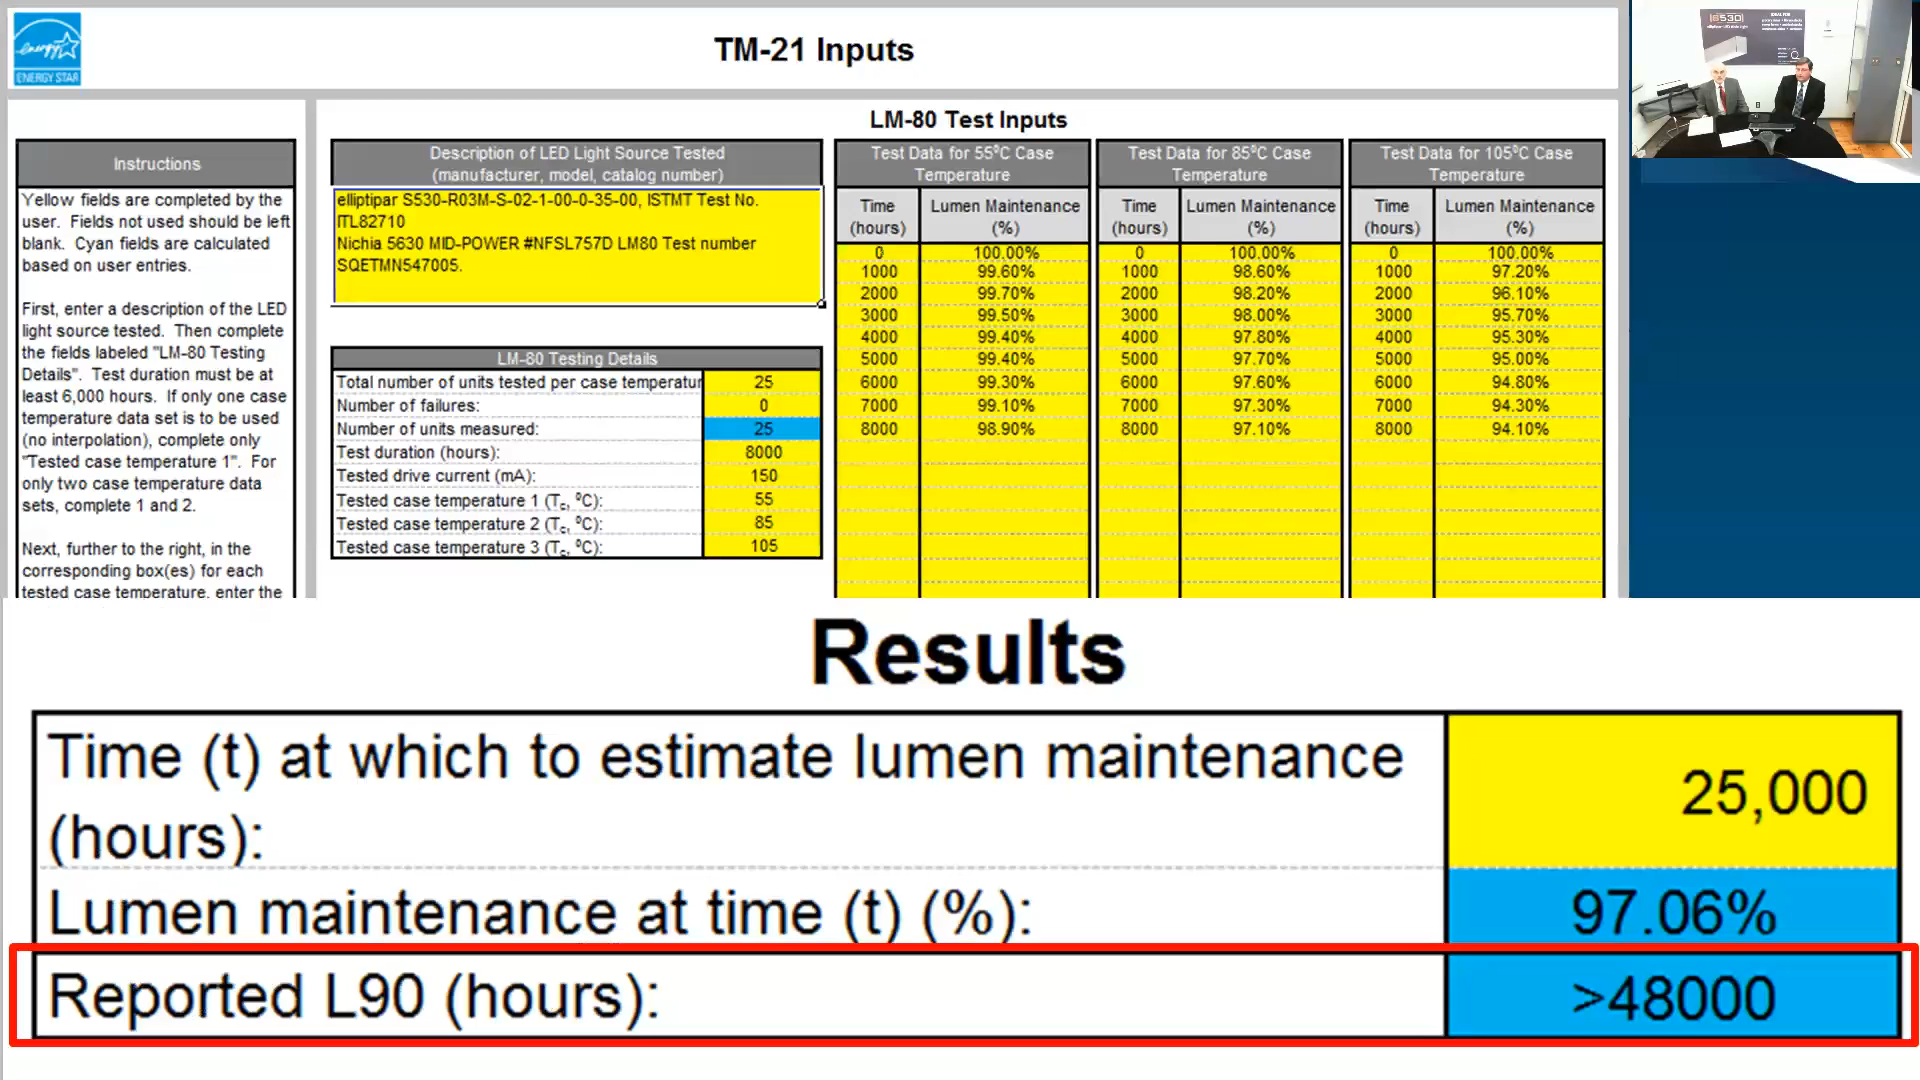 energy
ENERGY STAR
TM-21 Inputs
LM-80 Test Inputs
Instructions
Yellow fields are completed by the
user. Fields not used should be left
blank. Cyan fields are calculated
based on user entries.
First, enter a description of the LED
light source tested. Then complete
the fields labeled "LM-80 Testing
Details". Test duration must be at
least 6,000 hours. If only one case
temperature data set is to be used
(no interpolation), complete only
"Tested case temperature 1". For
only two case temperature data
sets, complete 1 and 2.
Next, further to the right, in the
corresponding box(es) for each
tested case temperature, enter the
Description of LED Light Source Tested
(manufacturer, model, catalog number)
elliptipar S530-R03M-S-02-1-00-0-35-00, ISTMT Test No.
ITL82710
Nichia 5630 MID-POWER #NFSL757D LM80 Test number
SQETMN547005.
LM-80 Testing Details
Total number of units tested per case temperatur 25
Number of failures: 0
Number of units measured: 25
Test duration (hours): 8000
Tested drive current (mA): 150
Tested case temperature 1 (Tc, ⁰C): 55
Tested case temperature 2 (Tc, ⁰C): 85
Tested case temperature 3 (Tc, ⁰C): 105
Test Data for 55⁰C Case
Temperature
Time
(hours)
Lumen Maintenance
(%)
0 100.00%
1000 99.60%
2000 99.70%
3000 99.50%
4000 99.40%
5000 99.40%
6000 99.30%
7000 99.10%
8000 98.90%
Test Data for 85⁰C Case
Temperature
Time
(hours)
Lumen Maintenance
(%)
0 100.00%
1000 98.60%
2000 98.20%
3000 98.00%
4000 97.80%
5000 97.70%
6000 97.60%
7000 97.30%
8000 97.10%
Test Data for 105⁰C Case
Temperature
Time
(hours)
Lumen Maintenance
(%)
0 100.00%
1000 97.20%
2000 96.10%
3000 95.70%
4000 95.30%
5000 95.00%
6000 94.80%
7000 94.30%
8000 94.10%
Results
Time (t) at which to estimate lumen maintenance
(hours): 25,000
Lumen maintenance at time (t) (%): 97.06%
Reported L90 (hours): >48000